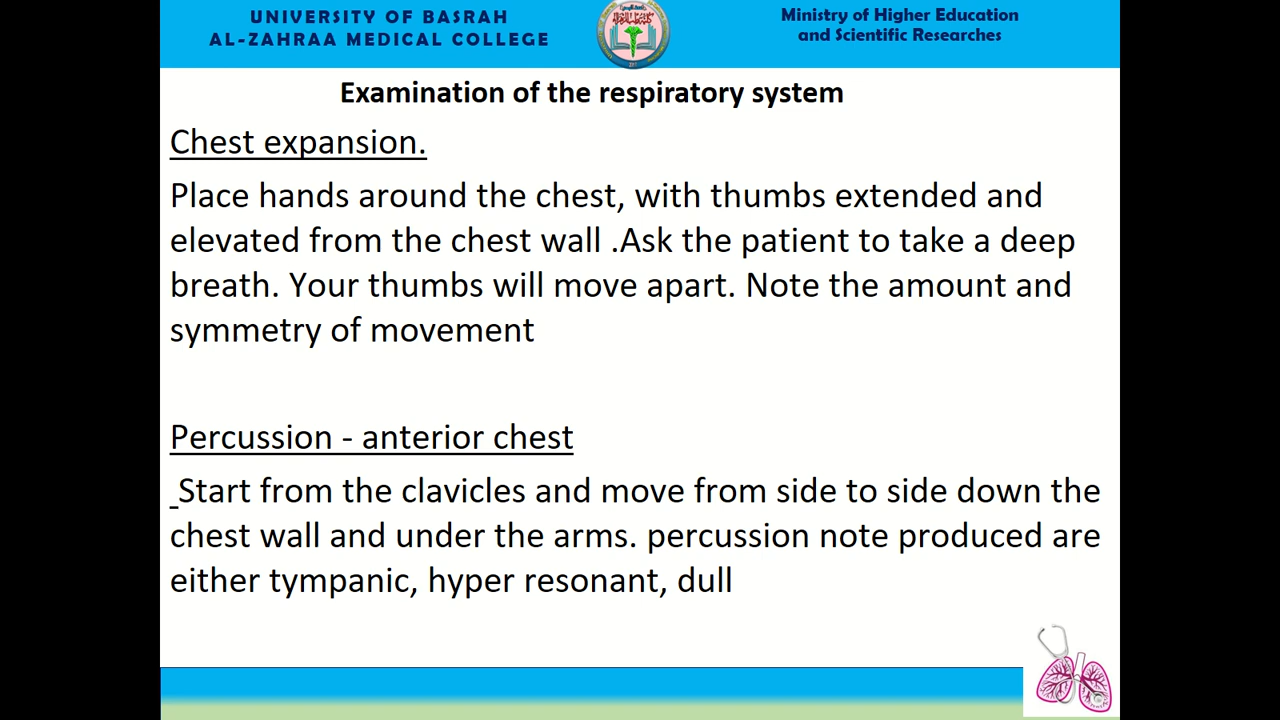 UNIVERSITY OF BASRAH
AL-ZAHRAA MEDICAL COLLEGE
Ministry of Higher Education
and Scientific Researches
Examination of the respiratory system
Chest expansion.
Place hands around the chest, with thumbs extended and
elevated from the chest wall .Ask the patient to take a deep
breath. Your thumbs will move apart. Note the amount and
symmetry of movement
Percussion - anterior chest
Start from the clavicles and move from side to side down the
chest wall and under the arms. percussion note produced are
either tympanic, hyper resonant, dull